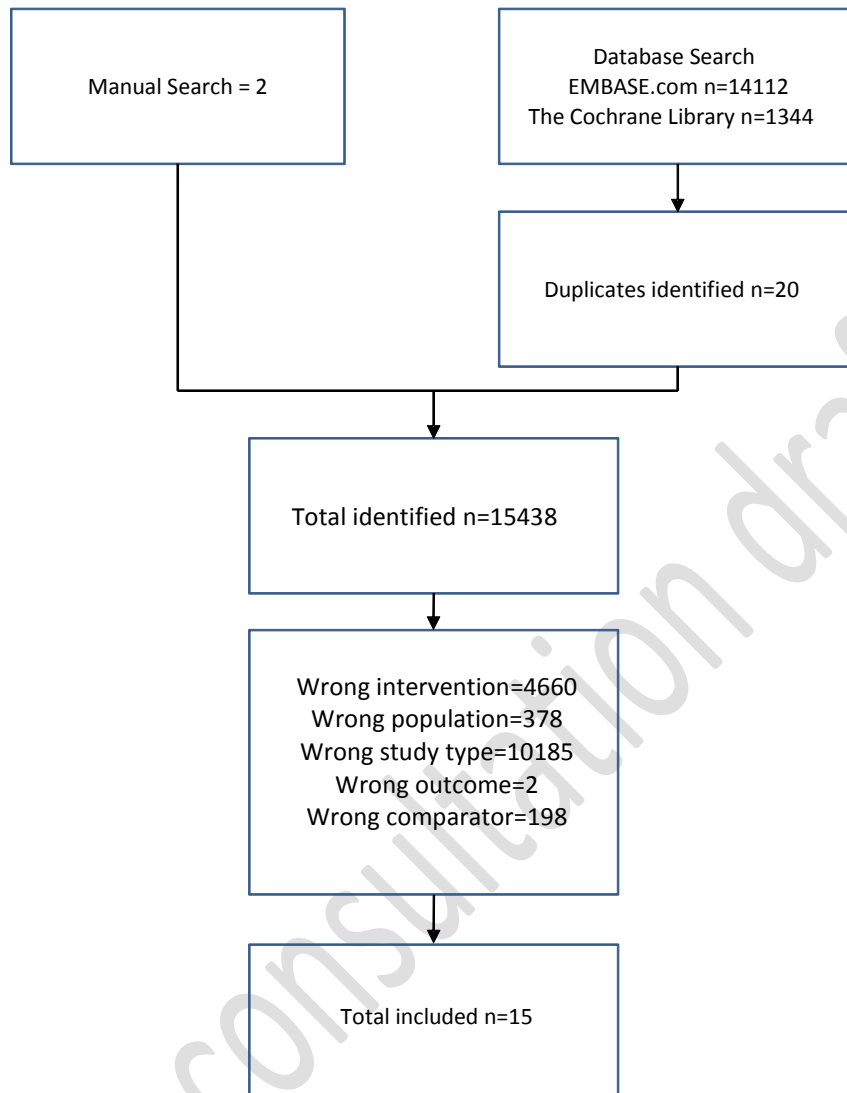 Manual Search = 2
Database Search
EMBASE.com n=14112
The Cochrane Library n=1344
Duplicates identified n=20
Total identified n=15438
Wrong intervention=4660
Wrong population=378
Wrong study type=10185
Wrong outcome=2
Wrong comparator=198
Total included n=15
consultation dra